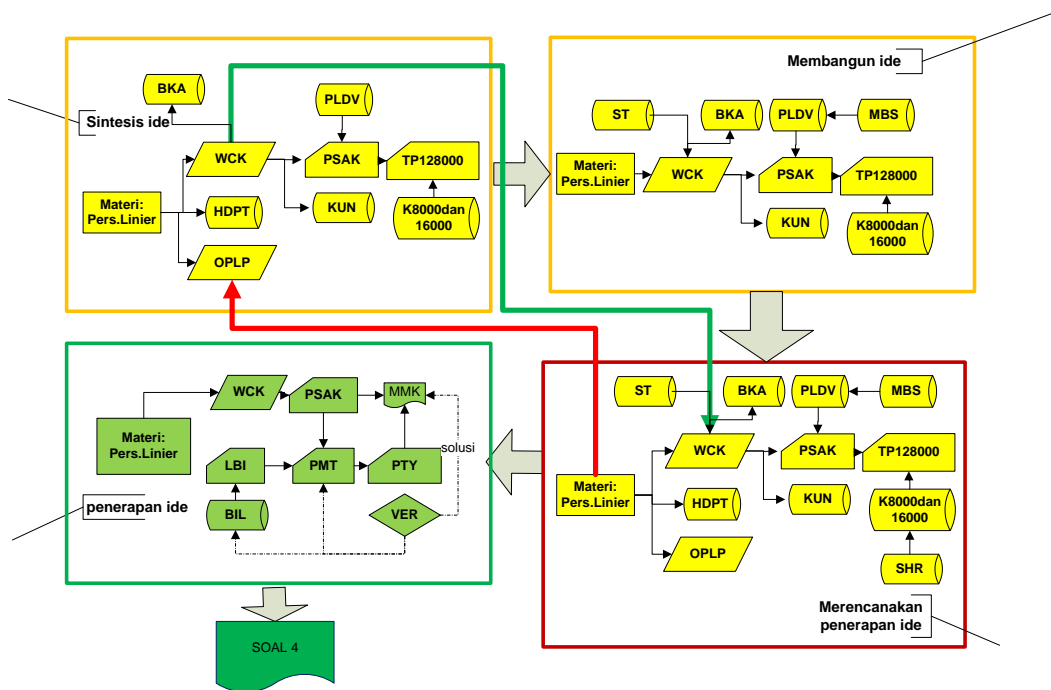 BKA
PLDV
Sintesis ide
WCK
PSAK
TP128000
Materi:
Pers.Linier
HDPT
KUN
K8000dan
16000
OPLP
Membangun ide
ST
BKA
PLDV
MBS
Materi:
Pers.Linier
WCK
PSAK
TP128000
KUN
K8000dan
16000
WCK
PSAK
MMK
Materi:
Pers.Linier
solusi
LBI
PMT
PTY
penerapan ide
BIL
VER
SOAL 4
ST
BKA
PLDV
MBS
WCK
PSAK
TP128000
Materi:
Pers.Linier
HDPT
KUN
K8000dan
16000
OPLP
SHR
Merencanakan
penerapan ide